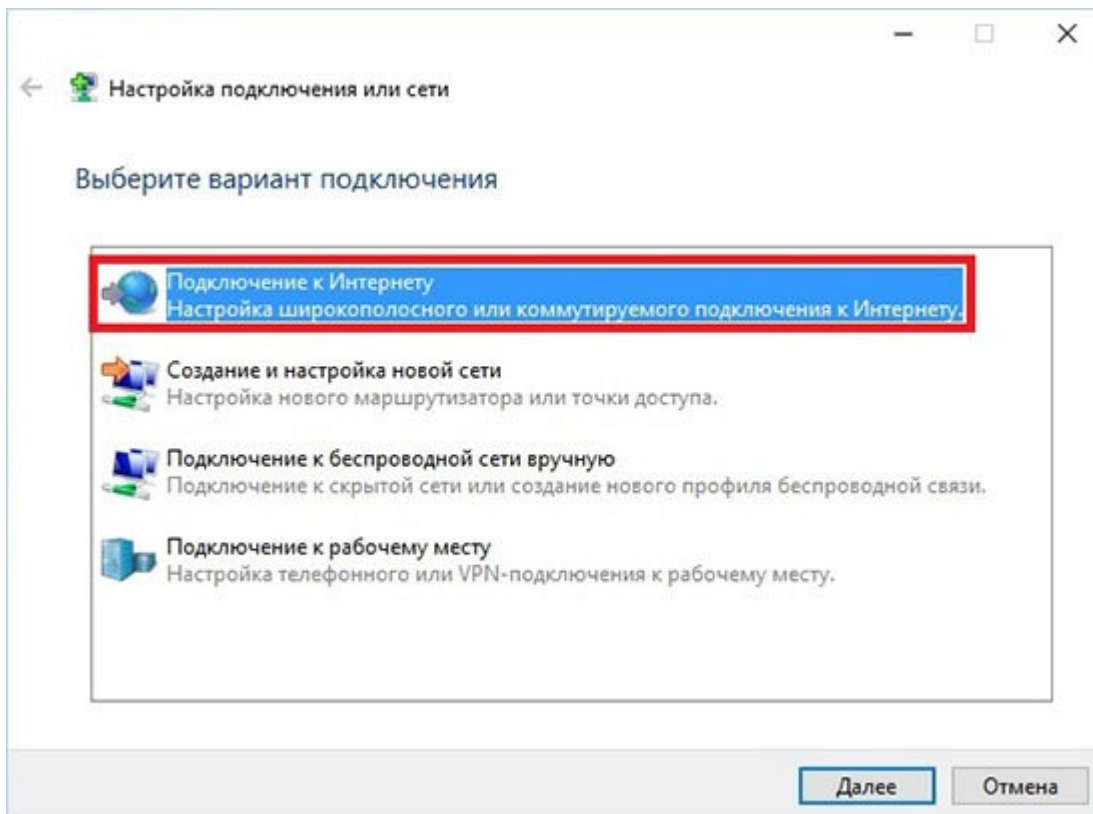 Настройка подключения или сети
Выберите вариант подключения
Подключение к Интернету
Настройка широкополосного или коммутируемого подключения к Интернету.
Создание и настройка новой сети
Настройка нового маршрутизатора или точки доступа.
Подключение к беспроводной сети вручную
Подключение к скрытой сети или создание нового профиля беспроводной связи.
Подключение к рабочему месту
Настройка телефонного или VPN-подключения к рабочему месту.
Далее
Отмена